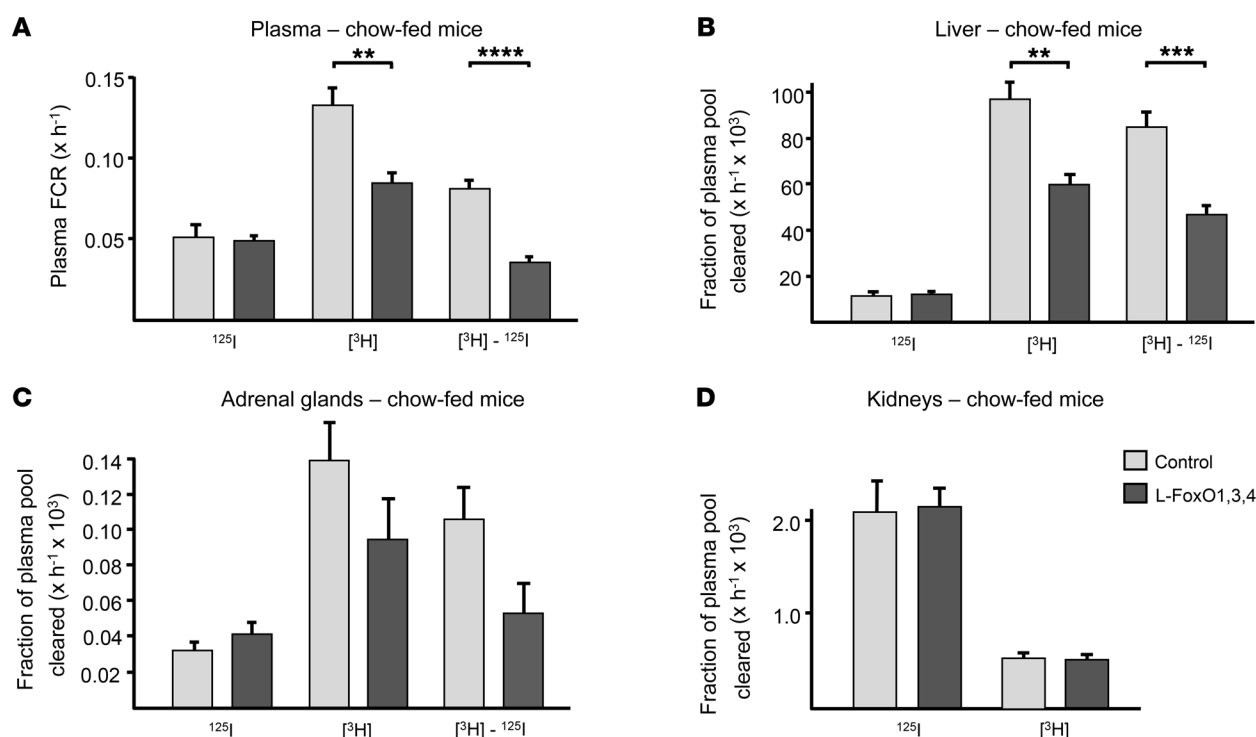 A
Plasma – chow-fed mice
** ****
Plasma FCR (x h⁻¹)
0.15
0.10
0.05
¹²⁵I [³H] [³H] - ¹²⁵I
B
Liver – chow-fed mice
** ***
Fraction of plasma pool
cleared (x h⁻¹ x 10³)
100
80
60
40
20
¹²⁵I [³H] [³H] - ¹²⁵I
C
Adrenal glands – chow-fed mice
Fraction of plasma pool
cleared (x h⁻¹ x 10³)
0.14
0.12
0.10
0.08
0.06
0.04
0.02
¹²⁵I [³H] [³H] - ¹²⁵I
D
Kidneys – chow-fed mice
Control
L-FoxO1,3,4
Fraction of plasma pool
cleared (x h⁻¹ x 10³)
2.0
1.0
¹²⁵I [³H]